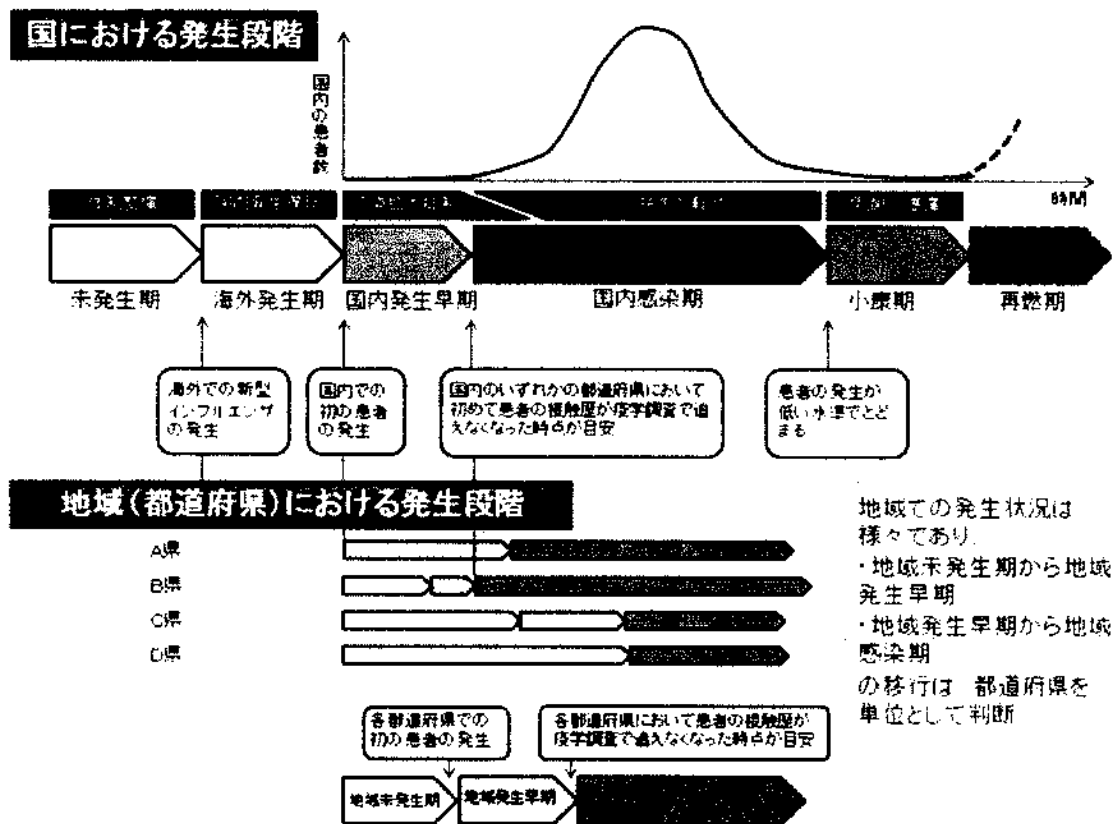 国における発生段階
国内の患者数
時間
未発生期
海外発生期
国内発生早期
国内感染期
小康期
再燃期
海外での新型
インフルエンザ
の発生
国内での
初の患者
の発生
国内のいずれかの都道府県において
初めて患者の接触歴が疫学調査で追
えなくなった時点が目安
患者の発生が
低い水準でとど
まる
地域(都道府県)における発生段階
A県
B県
C県
D県
地域での発生状況は
様々であり、
・地域未発生期から地域
発生早期
・地域発生早期から地域
感染期
の移行は 都道府県を
単位として判断
各都道府県での
初の患者の発生
各都道府県において患者の接触歴が
疫学調査で追えなくなった時点が目安
地域未発生期
地域発生早期